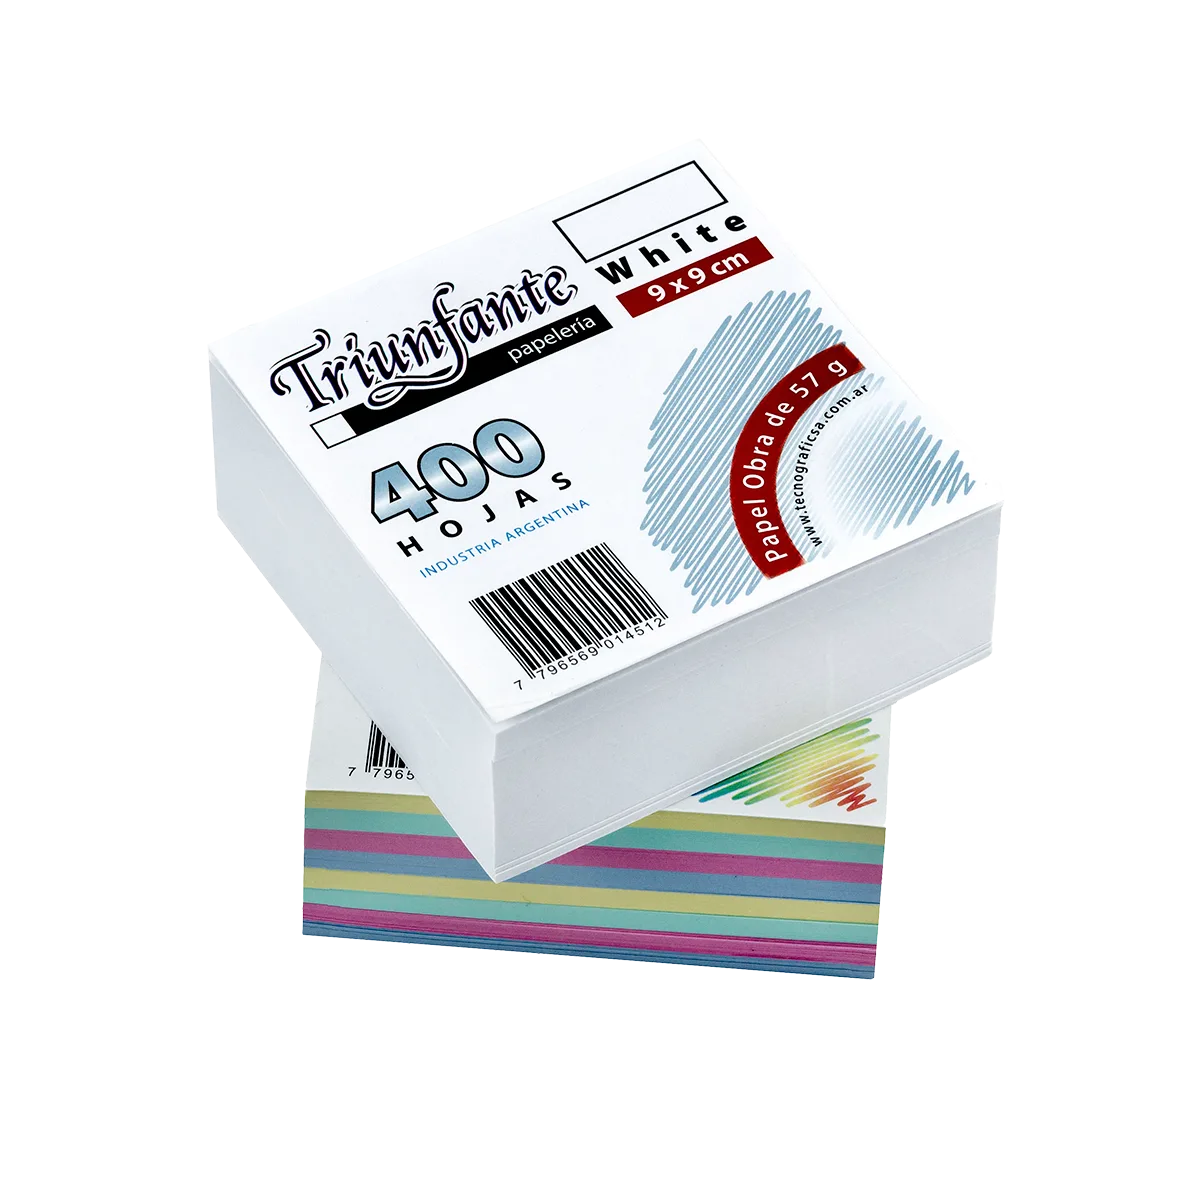 White
9 x 9 cm
Triunfante
papelería
400
HOJAS
INDUSTRIA ARGENTINA
Papel Obra de 57 g
www.tecnograficsa.com.ar
7 796569 014512
7 7965